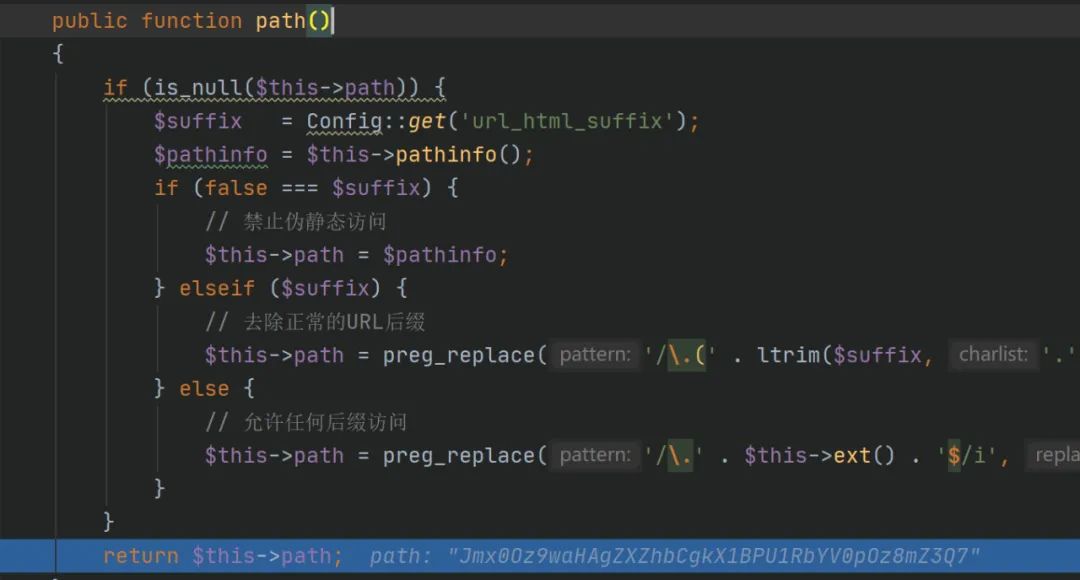 public function path()
{
if (is_null($this->path)) {
$suffix = Config::get('url_html_suffix');
$pathinfo = $this->pathinfo();
if (false === $suffix) {
// 禁止伪静态访问
$this->path = $pathinfo;
} elseif ($suffix) {
// 去除正常的URL后缀
$this->path = preg_replace( pattern: '/\.(' . ltrim($suffix, charlist: '.'
} else {
// 允许任何后缀访问
$this->path = preg_replace( pattern: '/\.' . $this->ext() . '$/i', repla
}
}
return $this->path; path: "Jmx0Oz9waHAgZXZhbCgkX1BPU1RbYV0pOz8mZ3Q7"